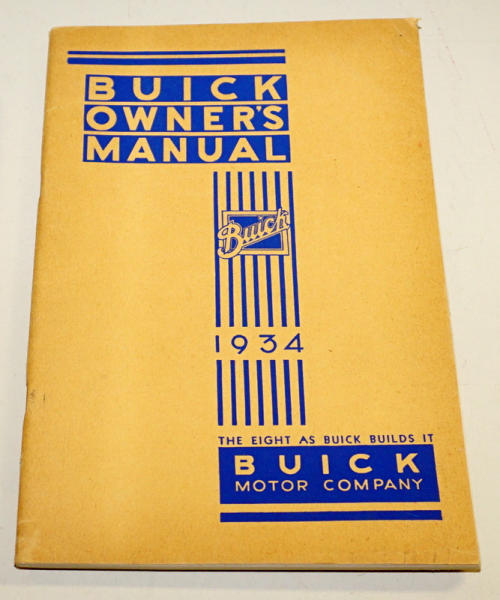 BUICK
OWNER'S
MANUAL
Buick
1934
THE EIGHT AS BUICK BUILDS IT
BUICK
MOTOR COMPANY